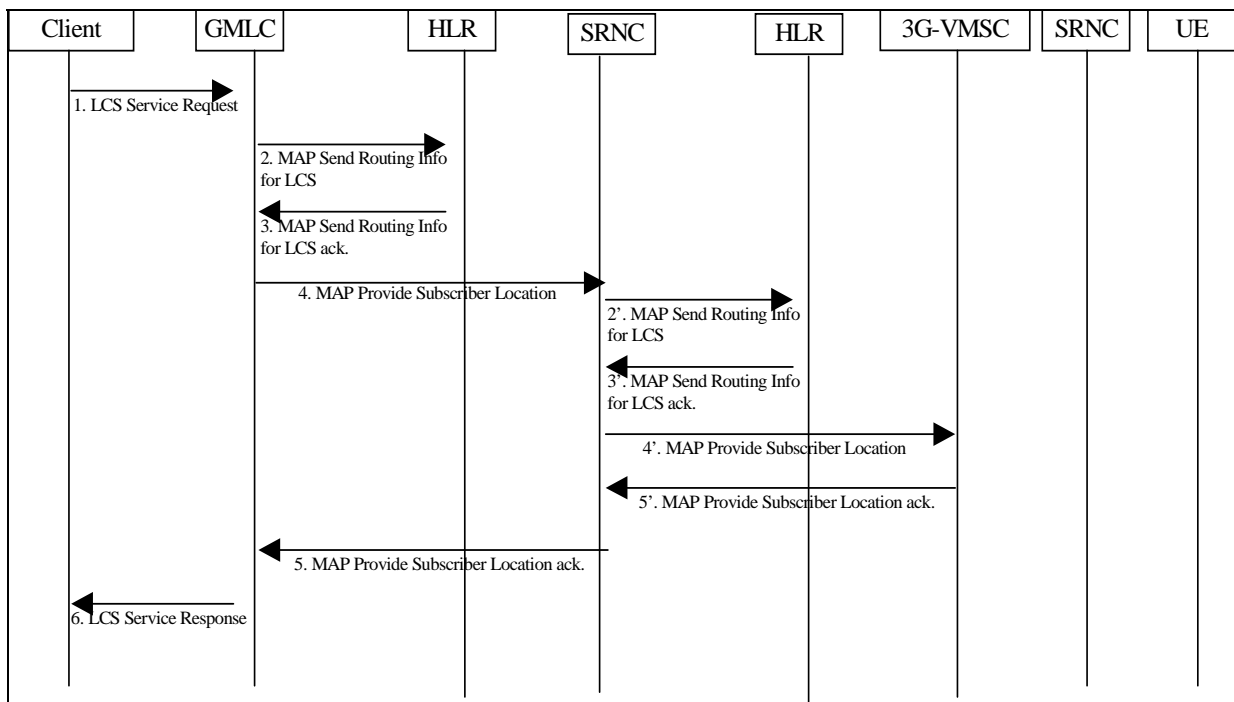 Client
GMLC
HLR
SRNC
HLR
3G-VMSC
SRNC
UE
1. LCS Service Request
2. MAP Send Routing Info
for LCS
3. MAP Send Routing Info
for LCS ack.
4. MAP Provide Subscriber Location
2’. MAP Send Routing Info
for LCS
3’. MAP Send Routing Info
for LCS ack.
4’. MAP Provide Subscriber Location
5’. MAP Provide Subscriber Location ack.
5. MAP Provide Subscriber Location ack.
6. LCS Service Response